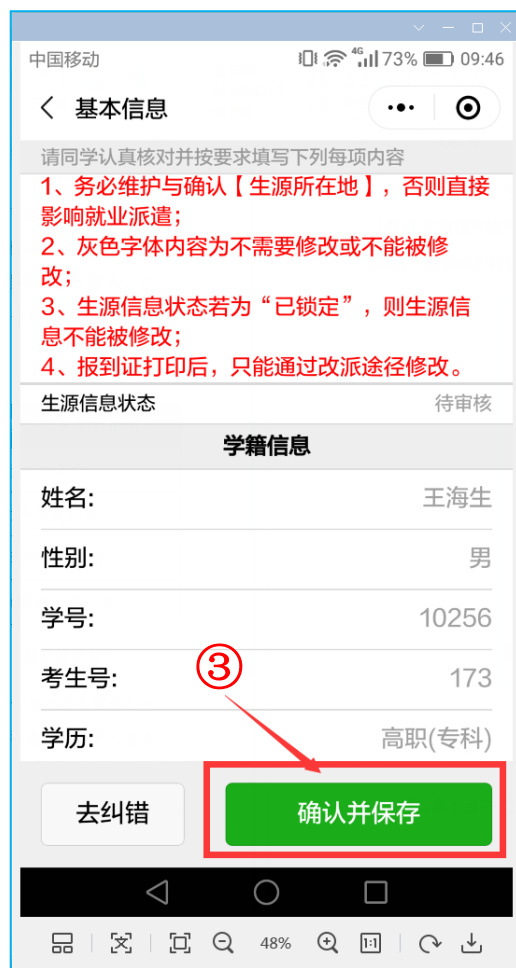 中国移动 4G 73% 09:46
基本信息
请同学认真核对并按要求填写下列每项内容
1、务必维护与确认【生源所在地】，否则直接
影响就业派遣；
2、灰色字体内容为不需要修改或不能被修
改；
3、生源信息状态若为“已锁定”，则生源信
息不能被修改；
4、报到证打印后，只能通过改派途径修改。
生源信息状态 待审核
学籍信息
姓名: 王海生
性别: 男
学号: 10256
考生号: 173
③
学历: 高职(专科)
去纠错 确认并保存
文 48% 1:1